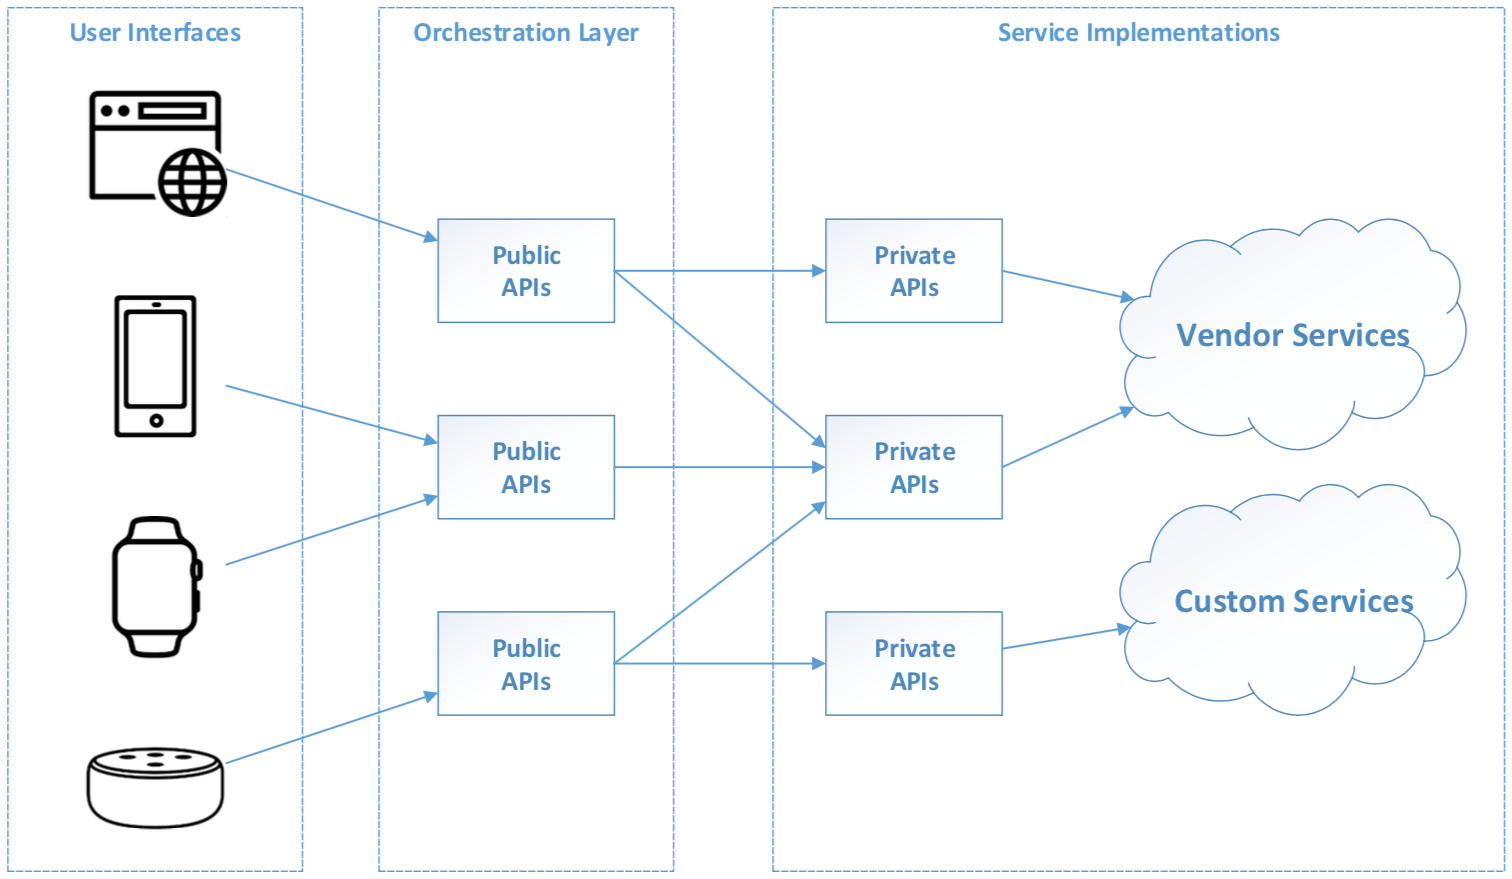 User Interfaces
Orchestration Layer
Service Implementations
Public
APIs
Private
APIs
Vendor Services
Public
APIs
Private
APIs
Custom Services
Public
APIs
Private
APIs